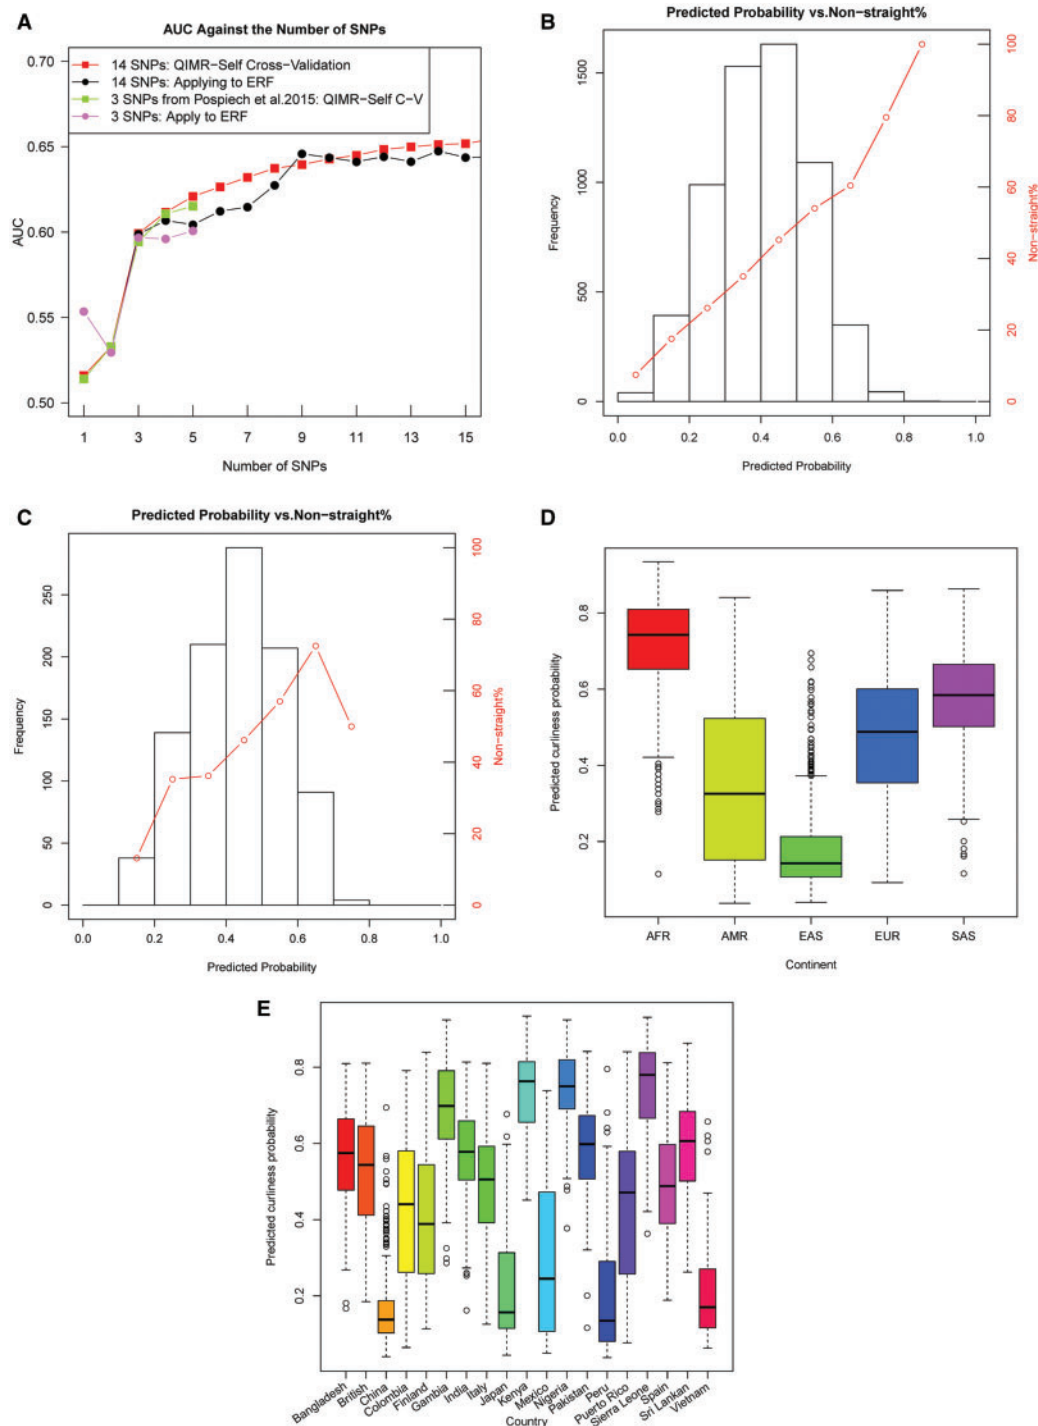 A
AUC Against the Number of SNPs
14 SNPs: QIMR-Self Cross-Validation
14 SNPs: Applying to ERF
3 SNPs from Pospiech et al.2015: QIMR-Self C-V
3 SNPs: Apply to ERF
0.70
0.65
0.60
0.55
0.50
AUC
1 3 5 7 9 11 13 15
Number of SNPs
B
Predicted Probability vs.Non-straight%
1500
1000
500
0
Frequency
100
80
60
40
20
0
Non-straight%
0.0 0.2 0.4 0.6 0.8 1.0
Predicted Probability
C
Predicted Probability vs.Non-straight%
250
200
150
100
50
0
Frequency
100
80
60
40
20
0
Non-straight%
0.0 0.2 0.4 0.6 0.8 1.0
Predicted Probability
D
0.8
0.6
0.4
0.2
Predicted curliness probability
AFR AMR EAS EUR SAS
Continent
E
0.8
0.6
0.4
0.2
Predicted curliness probability
Bangladesh
British
China
Colombia
Finland
Gambia
India
Italy
Japan
Kenya
Mexico
Nigeria
Pakistan
Peru
Puerto Rico
Sierra Leone
Spain
Sri Lankan
Vietnam
Country